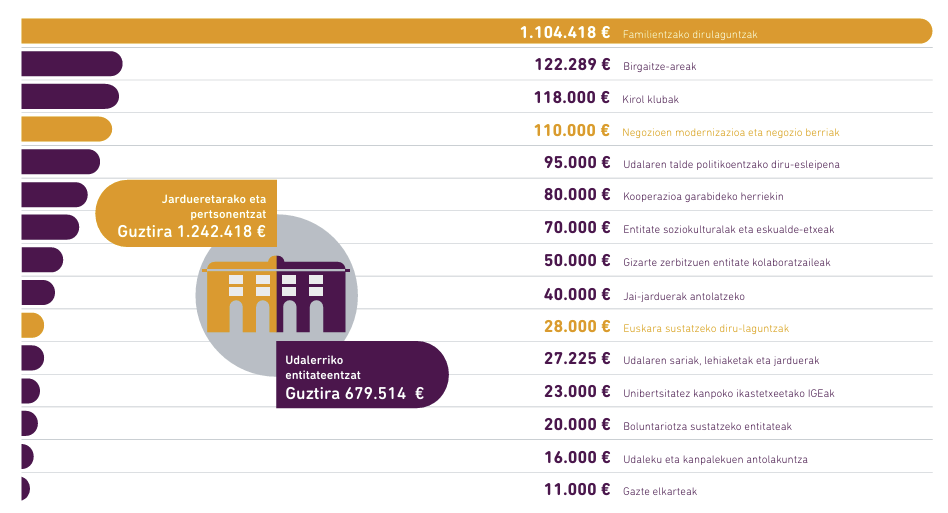 1.104.418 € Familientzako dirulaguntzak
122.289 € Birgaitze-areak
118.000 € Kirol klubak
110.000 € Negozioen modernizazioa eta negozio berriak
95.000 € Udalaren talde politikoentzako diru-esleipena
80.000 € Kooperazioa garabideko herriekin
70.000 € Entitate soziokulturalak eta eskualde-etxeak
50.000 € Gizarte zerbitzuen entitate kolaboratzaileak
40.000 € Jai-jarduerak antolatzeko
28.000 € Euskara sustatzeko diru-laguntzak
27.225 € Udalaren sariak, lehiaketak eta jarduerak
23.000 € Unibertsitatez kanpoko ikastetxeetako IGEak
20.000 € Boluntariotza sustatzeko entitateak
16.000 € Udaleku eta kanpalekuen antolakuntza
11.000 € Gazte elkarteak
Jardueretarako eta
pertsonentzat
Guztira 1.242.418 €
Udalerriko
entitateentzat
Guztira 679.514 €